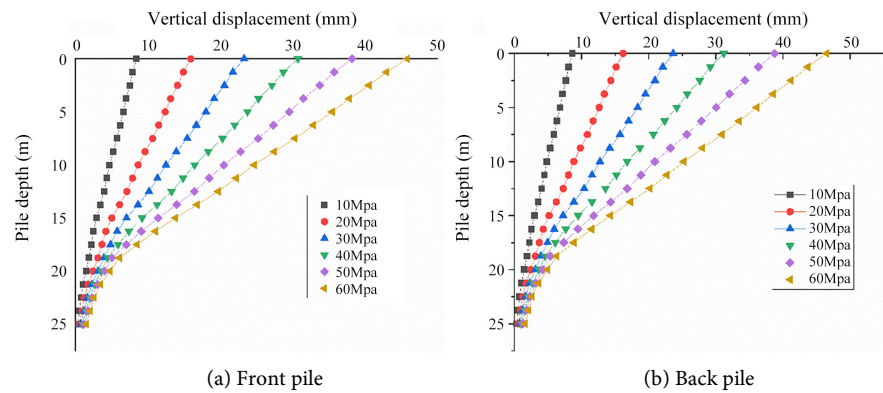 Vertical displacement (mm)
0 10 20 30 40 50
0
5
10
15
20
25
Pile depth (m)
10Mpa
20Mpa
30Mpa
40Mpa
50Mpa
60Mpa
(a) Front pile
Vertical displacement (mm)
0 10 20 30 40 50
0
5
10
15
20
25
Pile depth (m)
10Mpa
20Mpa
30Mpa
40Mpa
50Mpa
60Mpa
(b) Back pile